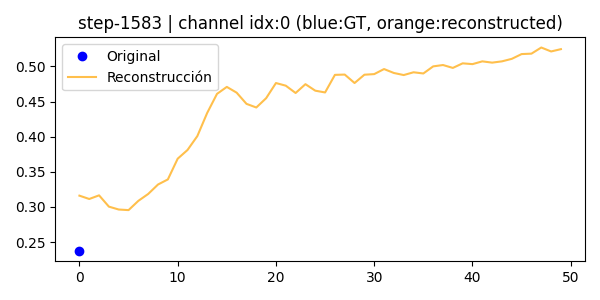 step-1583 | channel idx:0 (blue:GT, orange:reconstructed)
Original
Reconstrucción
0.50
0.45
0.40
0.35
0.30
0.25
0 10 20 30 40 50